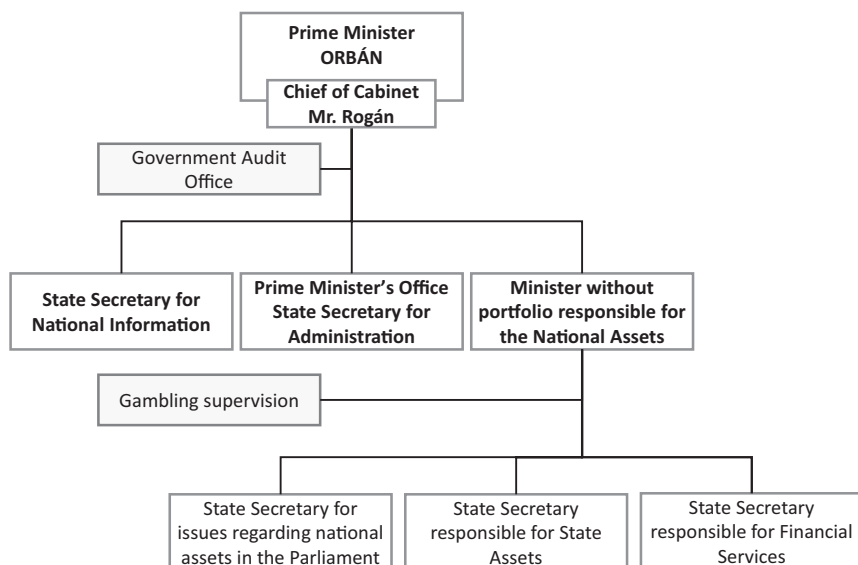 Prime Minister
ORBÁN
Chief of Cabinet
Mr. Rogán
Government Audit
Office
State Secretary for
National Information
Prime Minister’s Office
State Secretary for
Administration
Minister without
portfolio responsible for
the National Assets
Gambling supervision
State Secretary for
issues regarding national
assets in the Parliament
State Secretary
responsible for State
Assets
State Secretary
responsible for Financial
Services